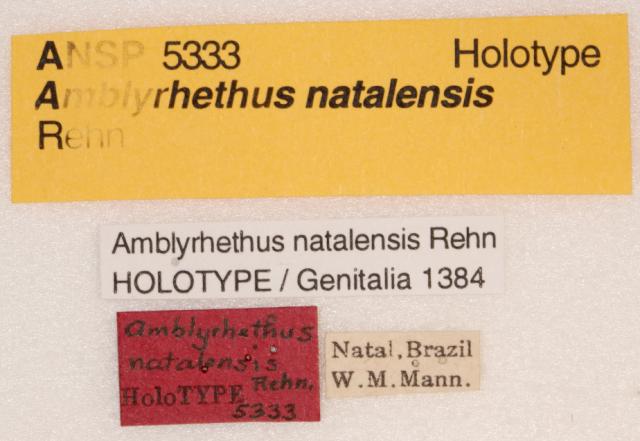 ANSP 5333 Holotype
Amblyrhethus natalensis
Rehn
Amblyrhethus natalensis Rehn
HOLOTYPE / Genitalia 1384
Amblyrhethus
natalensis
HoloTYPE Rehn.
5333
Natal, Brazil
W. M. Mann.